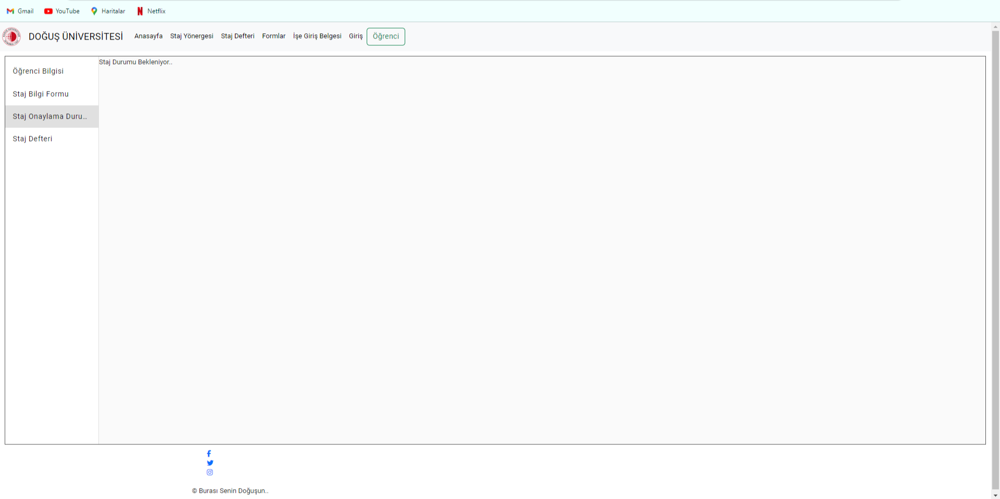 Gmail YouTube Haritalar Netflix
DOĞUŞ ÜNİVERSİTESİ Anasayfa Staj Yönergesi Staj Defteri Formlar İşe Giriş Belgesi Giriş Öğrenci
Öğrenci Bilgisi
Staj Bilgi Formu
Staj Onaylama Duru...
Staj Defteri
Staj Durumu Bekleniyor..
© Burası Senin Doğuşun..